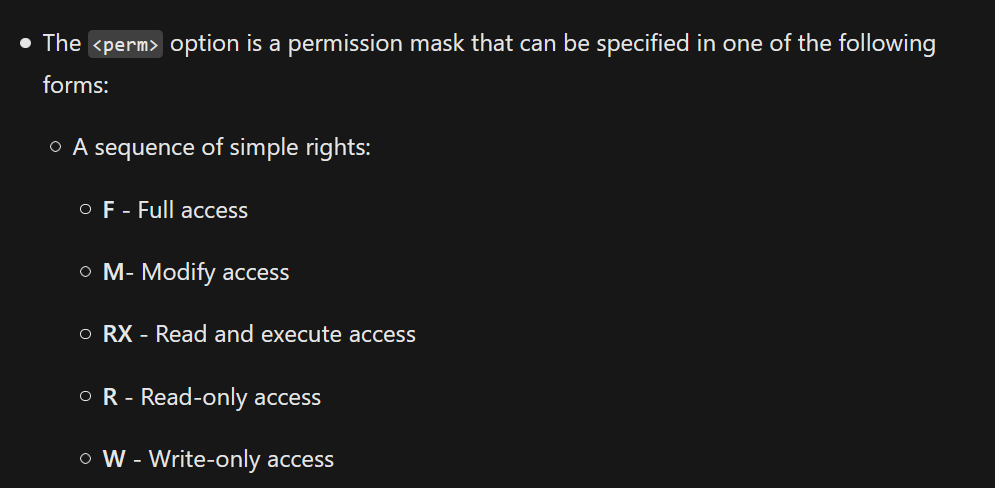 The <perm> option is a permission mask that can be specified in one of the following
forms:
A sequence of simple rights:
F - Full access
M- Modify access
RX - Read and execute access
R - Read-only access
W - Write-only access